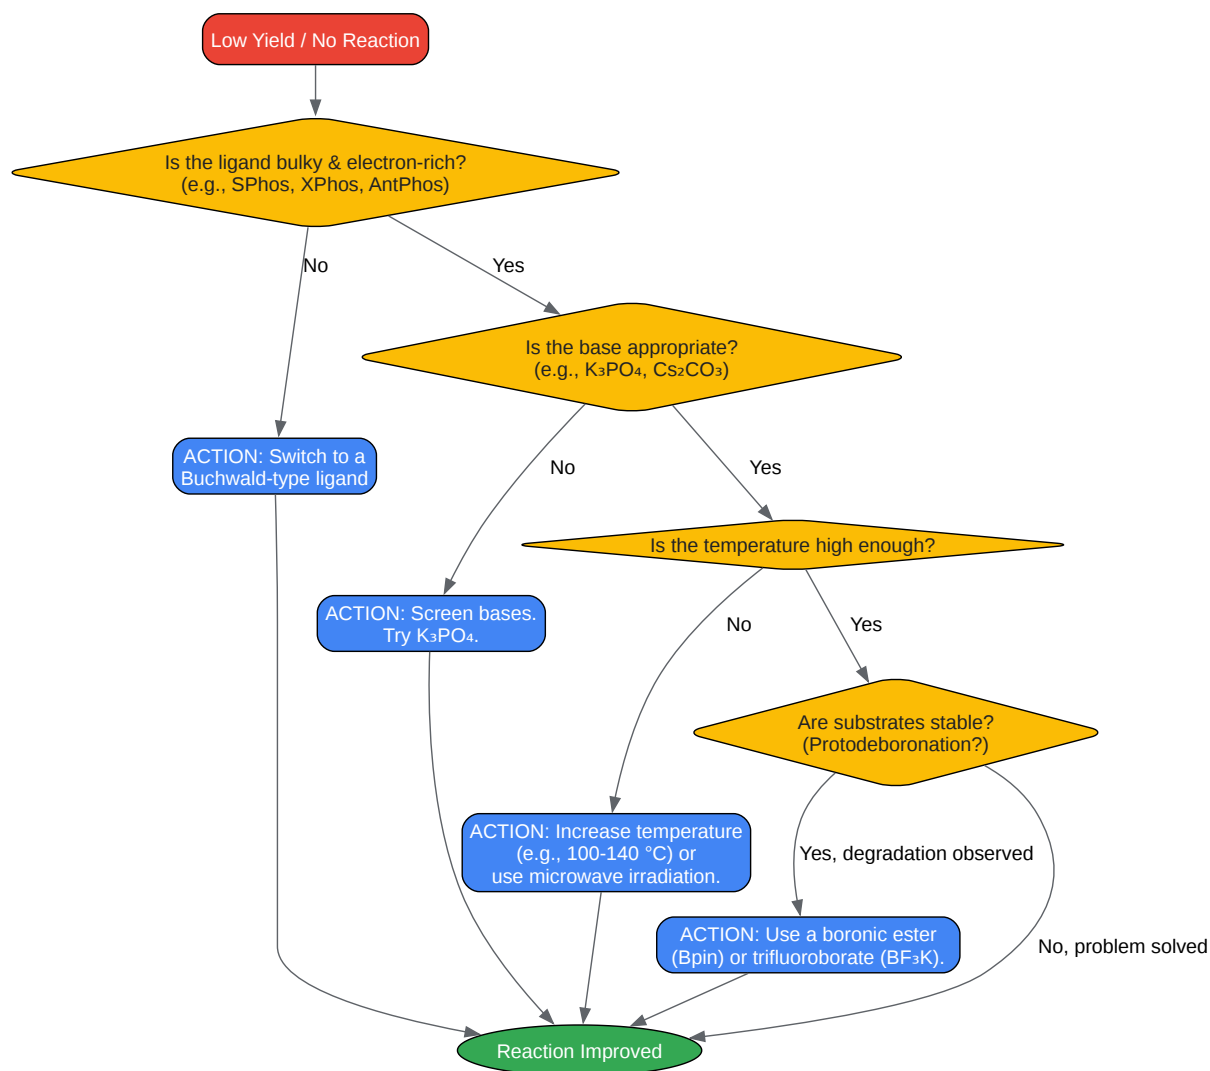 Low Yield / No Reaction
Is the ligand bulky & electron-rich?
(e.g., SPhos, XPhos, AntPhos)
No
Yes
Is the base appropriate?
(e.g., K₃PO₄, Cs₂CO₃)
ACTION: Switch to a
Buchwald-type ligand
No
Yes
Is the temperature high enough?
ACTION: Screen bases.
Try K₃PO₄.
No
Yes
Are substrates stable?
(Protodeboronation?)
ACTION: Increase temperature
(e.g., 100-140 °C) or
use microwave irradiation.
Yes, degradation observed
ACTION: Use a boronic ester
(Bpin) or trifluoroborate (BF₃K).
No, problem solved
Reaction Improved